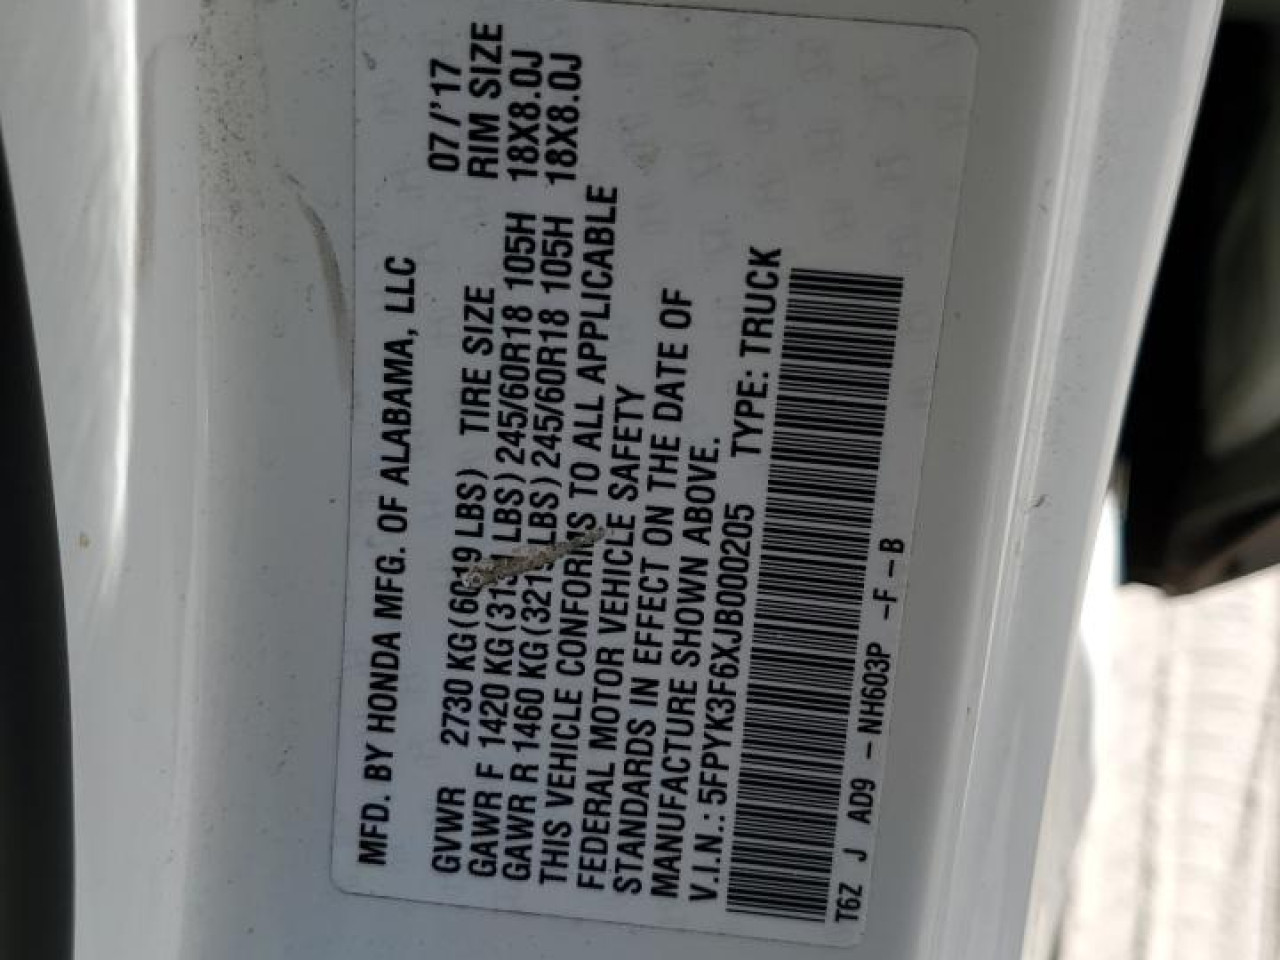 MFD. BY HONDA MFG. OF ALABAMA, LLC 07/'17
GVWR 2730 KG(6019 LBS) TIRE SIZE RIM SIZE
GAWR F 1420 KG( LBS) 245/60R18 105H 18X8.0J
GAWR R 1460 KG( LBS) 245/60R18 105H 18X8.0J
THIS VEHICLE CONFORMS TO ALL APPLICABLE
FEDERAL MOTOR VEHICLE SAFETY
STANDARDS IN EFFECT ON THE DATE OF
MANUFACTURE SHOWN ABOVE.
V.I.N.: 5FPYK3F6XJB000205 TYPE: TRUCK
T6Z J AD9 - NH603P -F-B